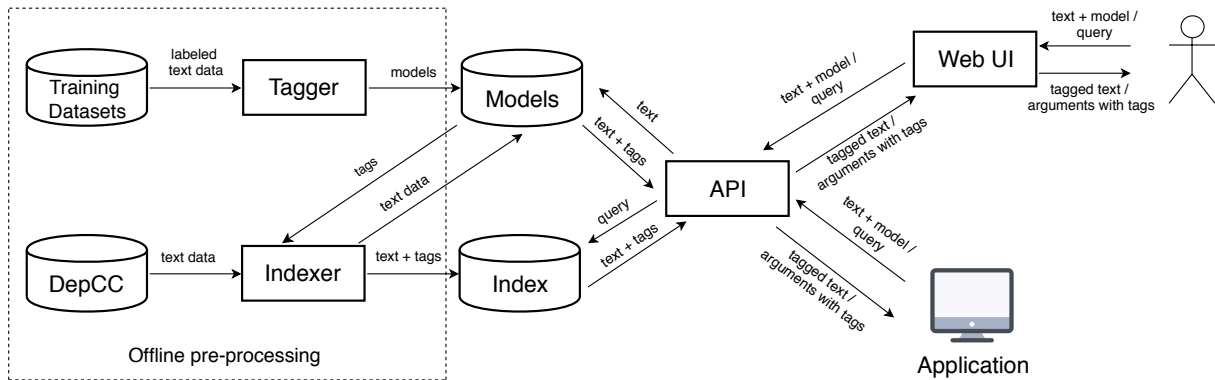 Training
Datasets
labeled
text data
Tagger
models
Models
tags
text data
DepCC
text data
Indexer
text + tags
Index
Offline pre-processing
text
text + tags
query
text + tags
API
text + model /
query
tagged text /
arguments with tags
Web UI
text + model /
query
tagged text /
arguments with tags
text + model /
query
tagged text /
arguments with tags
Application